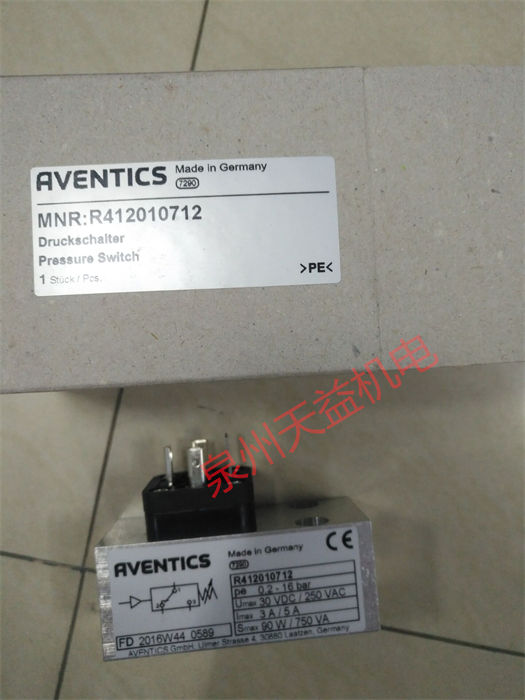 AVENTICS Made in Germany
7290
MNR:R412010712
Druckschalter
Pressure Switch
1 Stück / Pcs.
>PE<
泉州天益机电
AVENTICS Made in Germany
7290
CE
R412010712
pe 0,2 - 16 bar
Umax 30 VDC / 250 VAC
Imax 3 A / 5 A
Smax 90 W / 750 VA
FD 2016W44 0589
AVENTICS GmbH, Ulmer Strasse 4, 30880 Laatzen, Germany